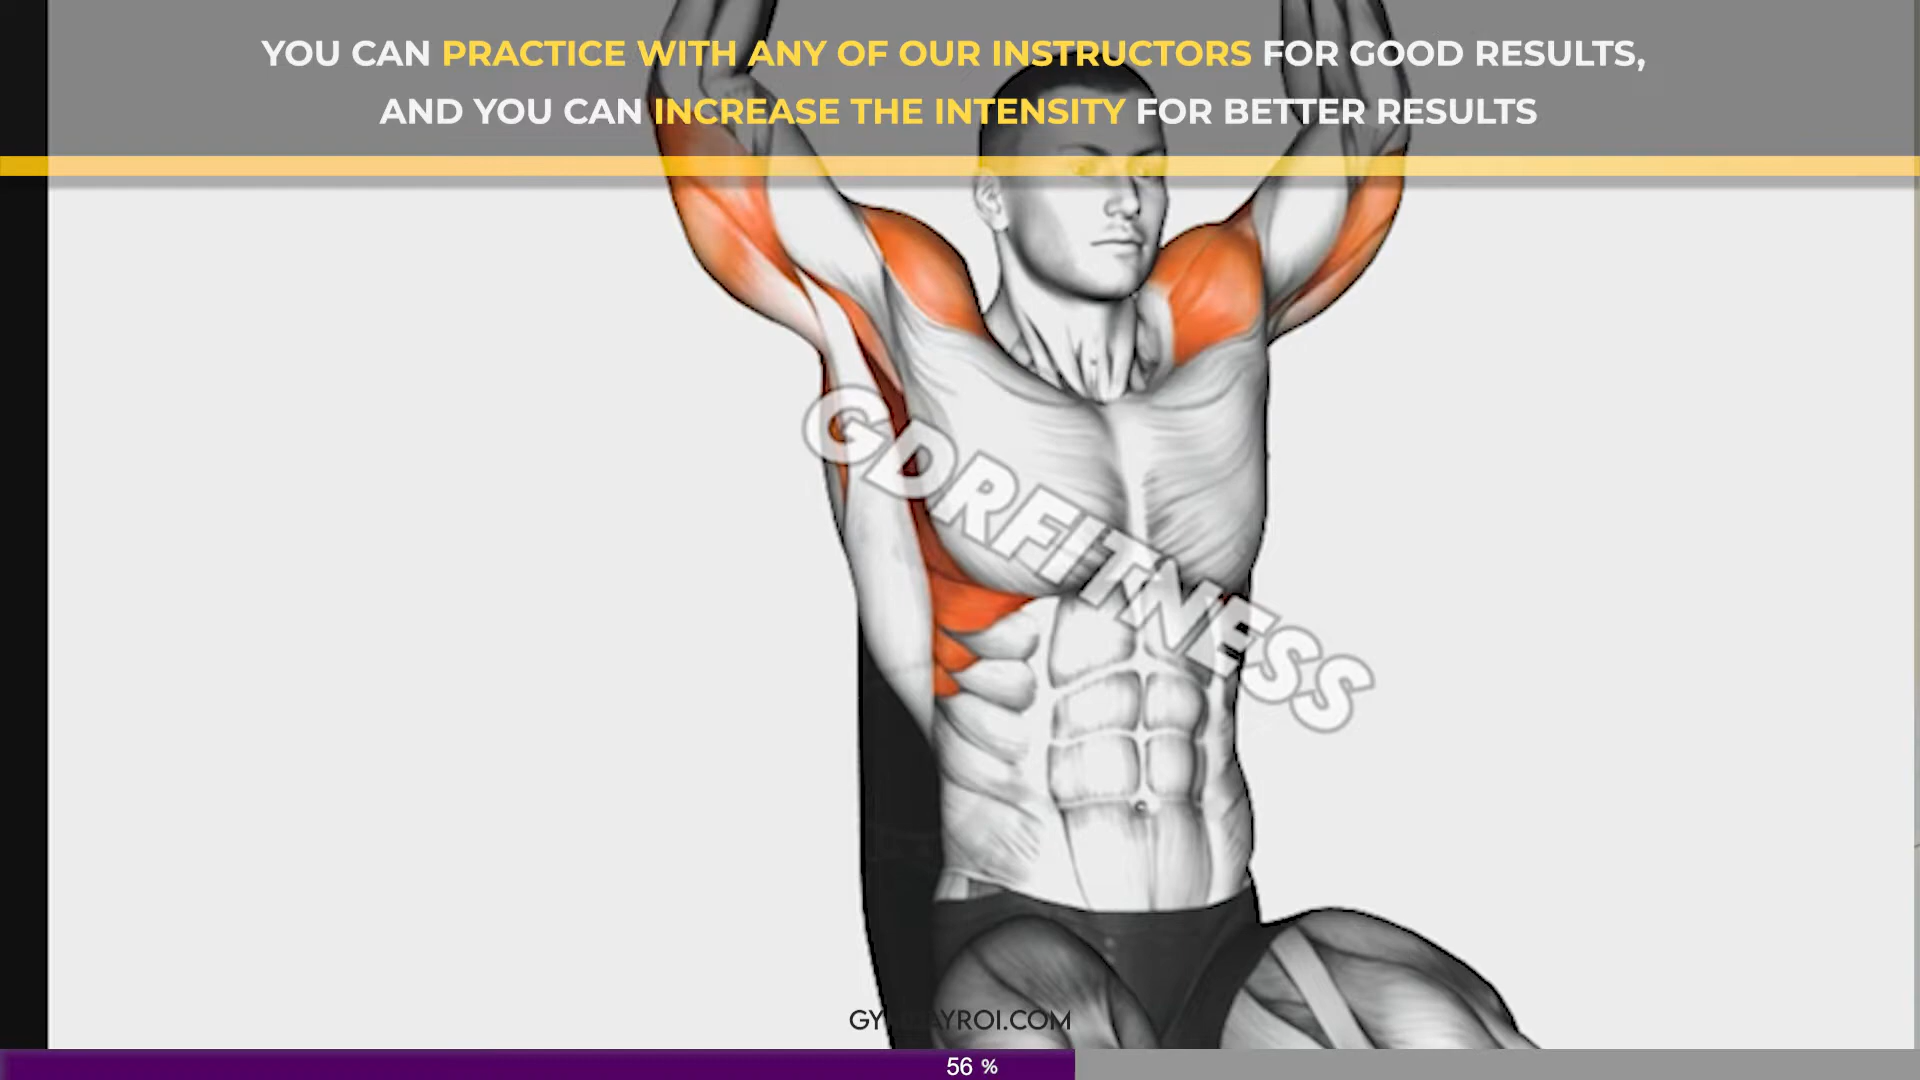 YOU CAN PRACTICE WITH ANY OF OUR INSTRUCTORS FOR GOOD RESULTS,
AND YOU CAN INCREASE THE INTENSITY FOR BETTER RESULTS
GDRFITNESS
56 %